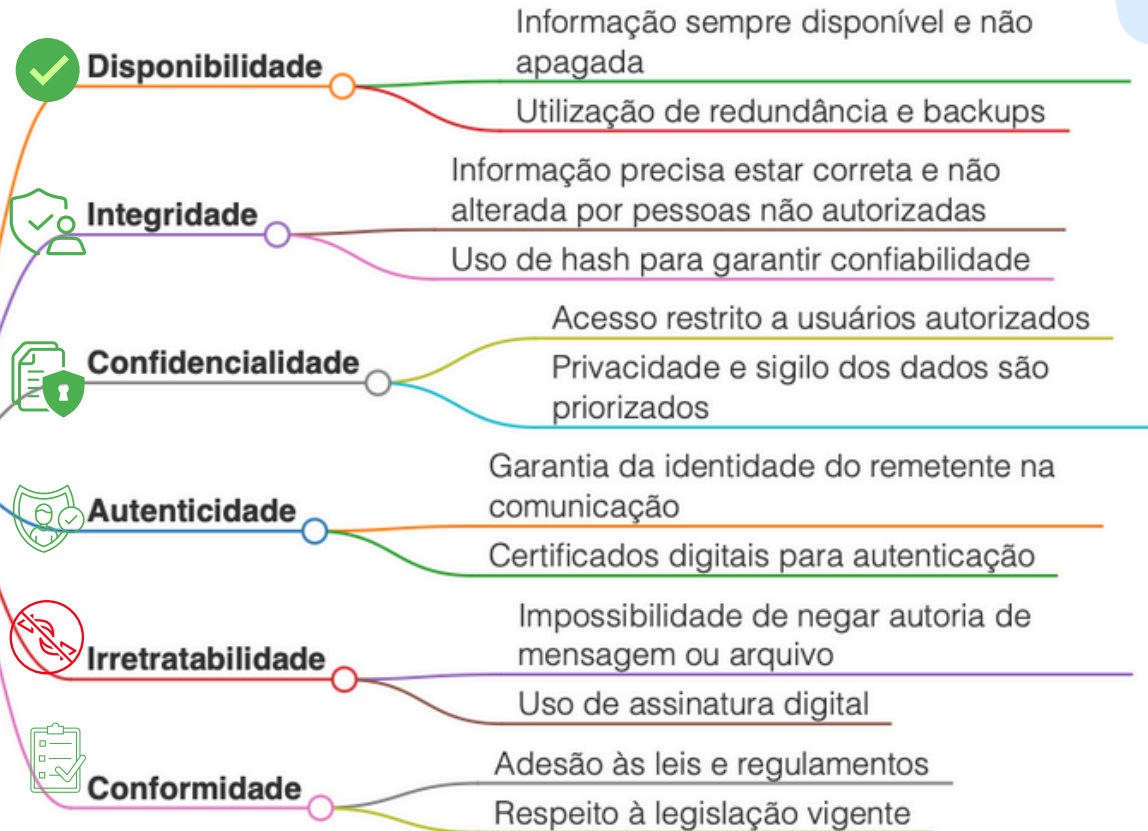 Disponibilidade
Informação sempre disponível e não
apagada
Utilização de redundância e backups
Integridade
Informação precisa estar correta e não
alterada por pessoas não autorizadas
Uso de hash para garantir confiabilidade
Confidencialidade
Acesso restrito a usuários autorizados
Privacidade e sigilo dos dados são
priorizados
Autenticidade
Garantia da identidade do remetente na
comunicação
Certificados digitais para autenticação
Irretratabilidade
Impossibilidade de negar autoria de
mensagem ou arquivo
Uso de assinatura digital
Conformidade
Adesão às leis e regulamentos
Respeito à legislação vigente